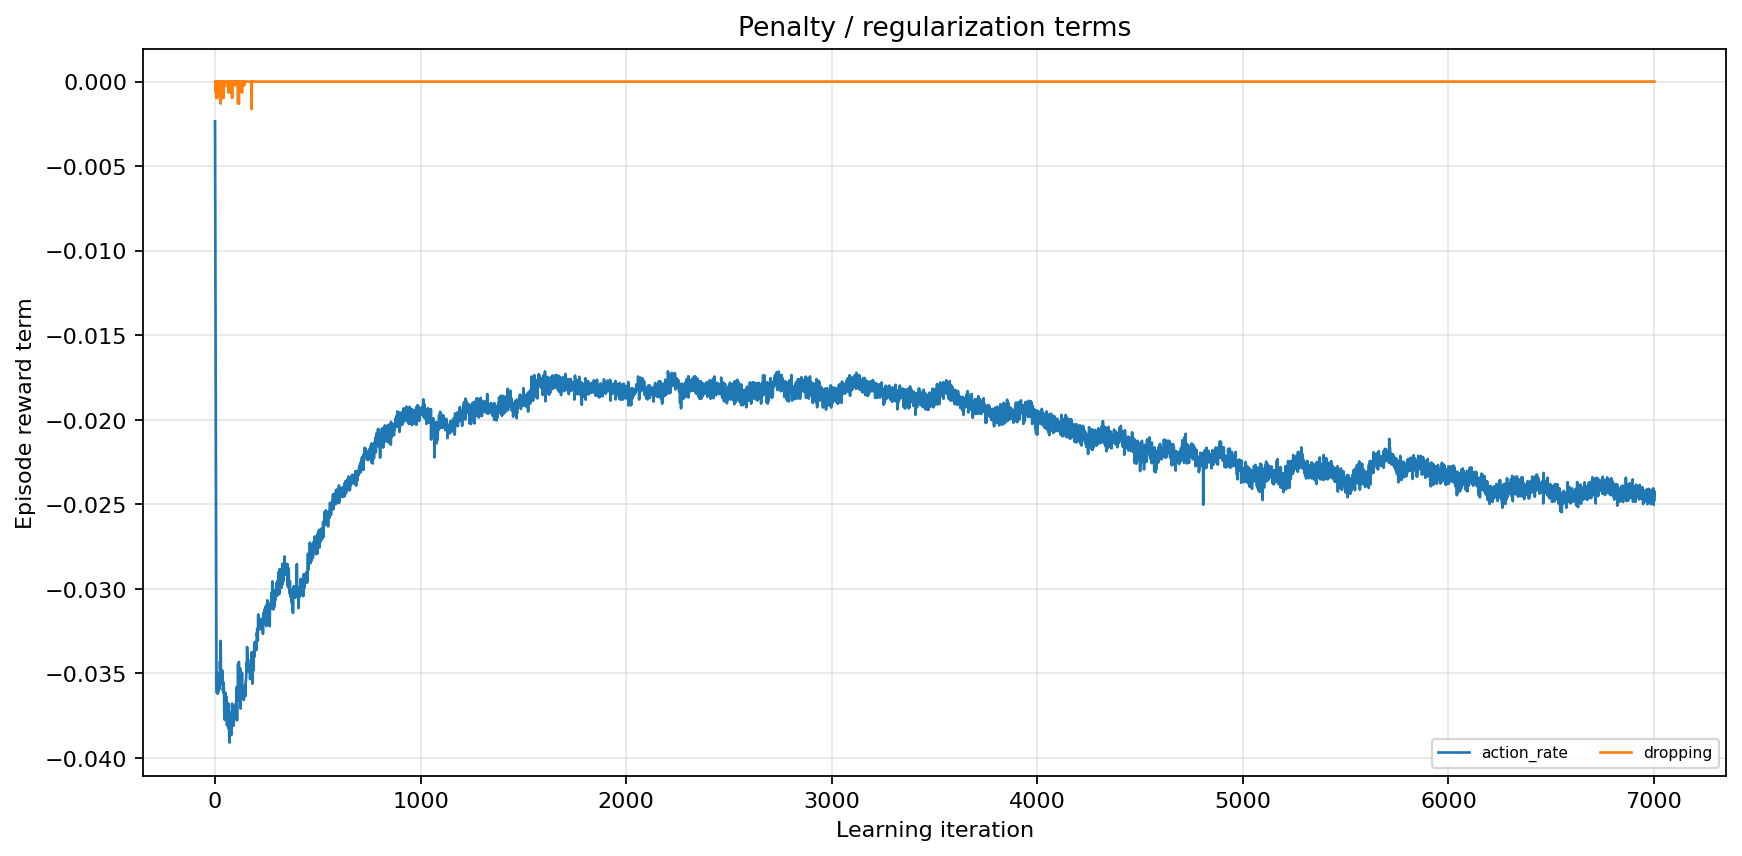 Penalty / regularization terms
Episode reward term
0.000
−0.005
−0.010
−0.015
−0.020
−0.025
−0.030
−0.035
−0.040
action_rate dropping
0 1000 2000 3000 4000 5000 6000 7000
Learning iteration